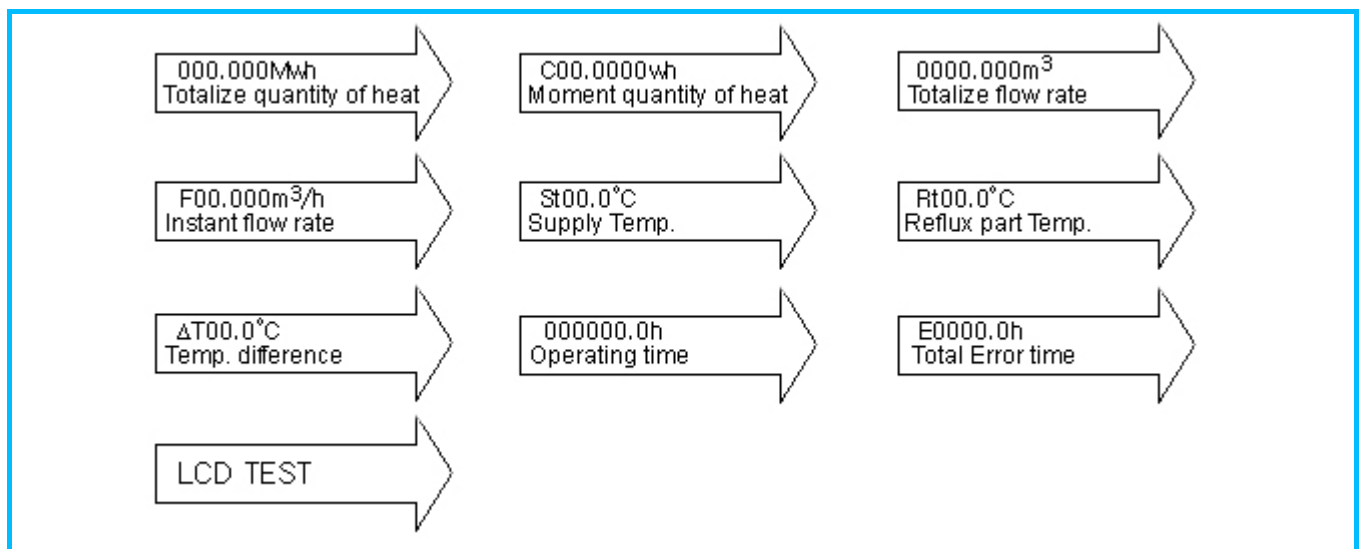 000.000Mwh
Totalize quantity of heat
C00.0000wh
Moment quantity of heat
0000.000m³
Totalize flow rate
F00.000m³/h
Instant flow rate
St00.0°C
Supply Temp.
Rt00.0°C
Reflux part Temp.
ΔT00.0°C
Temp. difference
000000.0h
Operating time
E0000.0h
Total Error time
LCD TEST